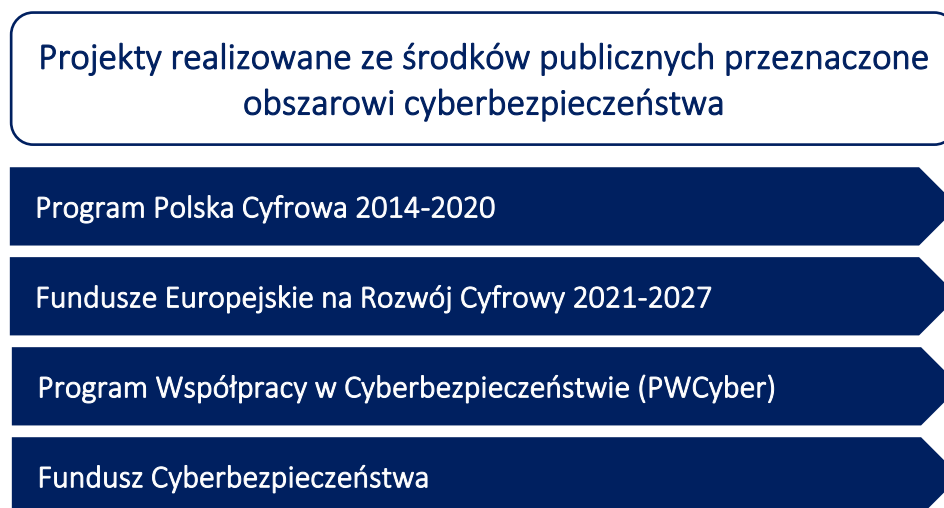 Projekty realizowane ze środków publicznych przeznaczone
obszarowi cyberbezpieczeństwa
Program Polska Cyfrowa 2014-2020
Fundusze Europejskie na Rozwój Cyfrowy 2021-2027
Program Współpracy w Cyberbezpieczeństwie (PWCyber)
Fundusz Cyberbezpieczeństwa